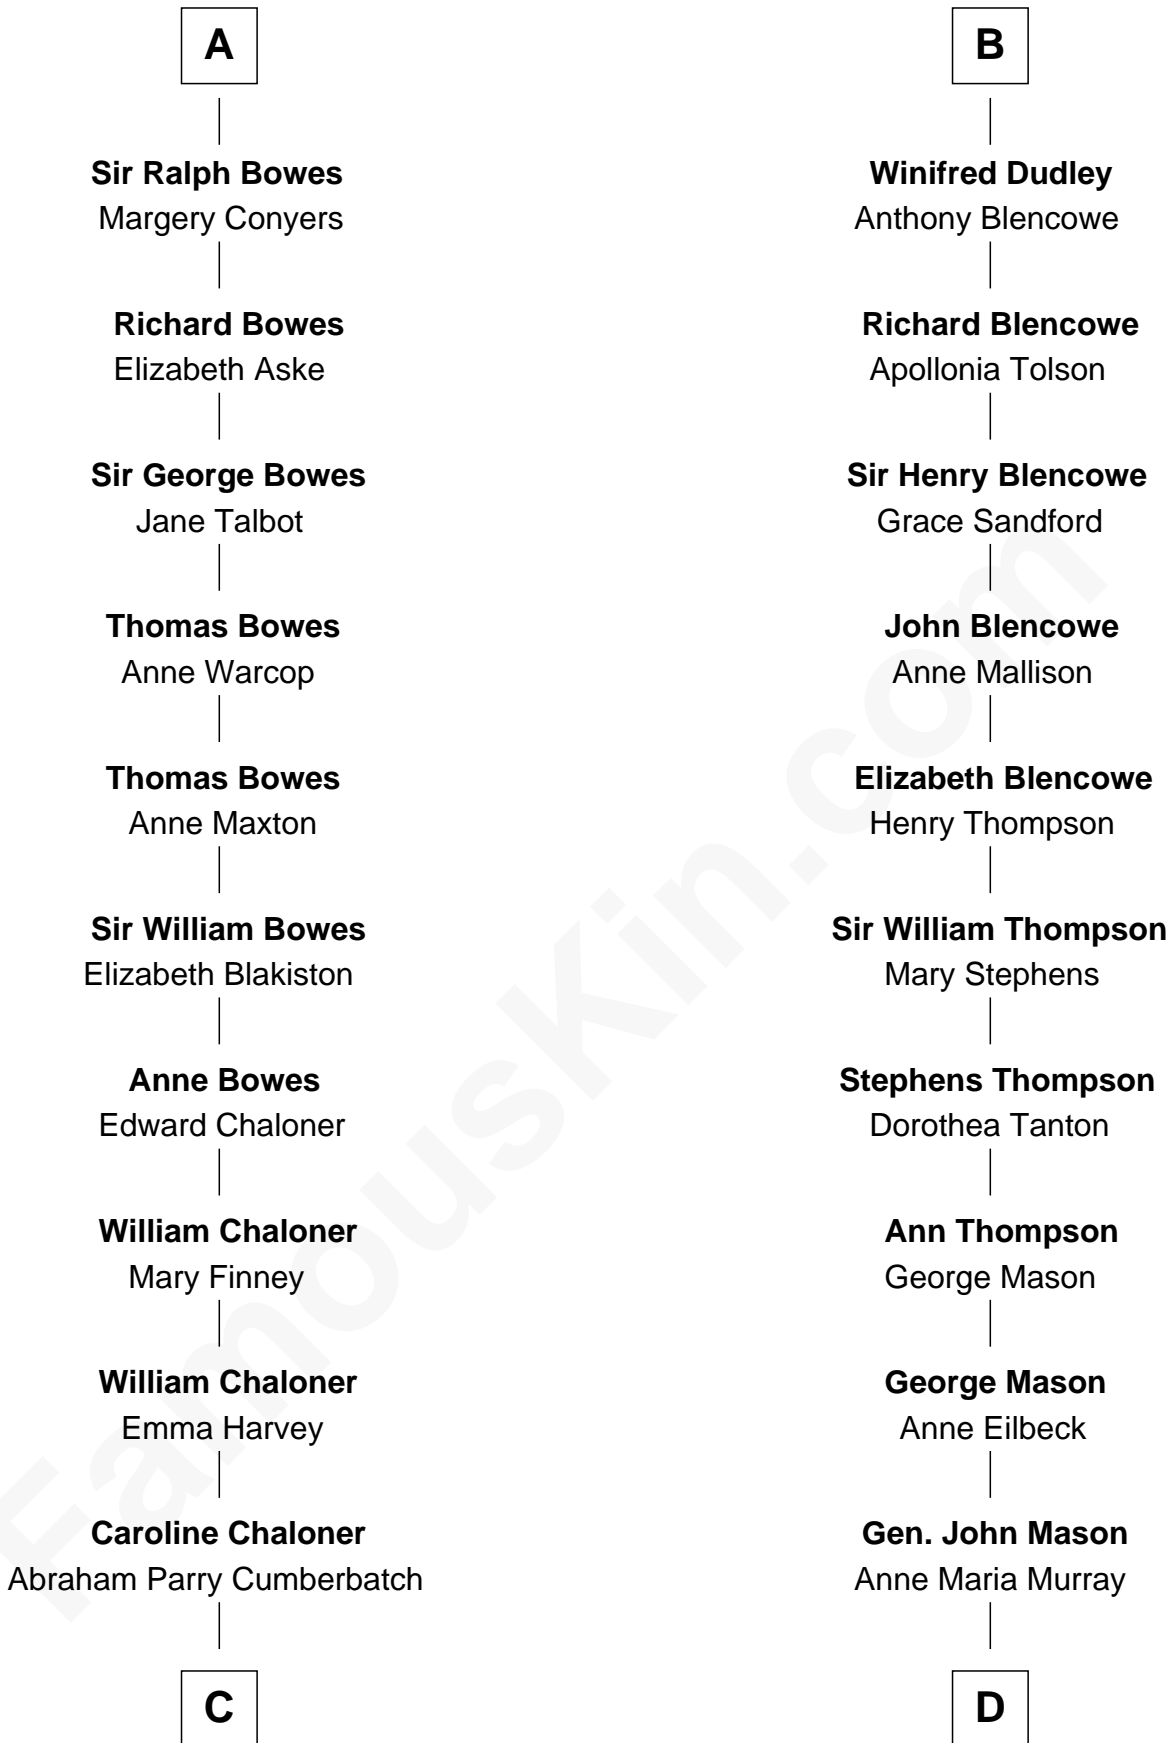 A
Sir Ralph Bowes
Margery Conyers
Richard Bowes
Elizabeth Aske
Sir George Bowes
Jane Talbot
Thomas Bowes
Anne Warcop
Thomas Bowes
Anne Maxton
Sir William Bowes
Elizabeth Blakiston
Anne Bowes
Edward Chaloner
William Chaloner
Mary Finney
William Chaloner
Emma Harvey
Caroline Chaloner
Abraham Parry Cumberbatch
C
B
Winifred Dudley
Anthony Blencowe
Richard Blencowe
Apollonia Tolson
Sir Henry Blencowe
Grace Sandford
John Blencowe
Anne Mallison
Elizabeth Blencowe
Henry Thompson
Sir William Thompson
Mary Stephens
Stephens Thompson
Dorothea Tanton
Ann Thompson
George Mason
George Mason
Anne Eilbeck
Gen. John Mason
Anne Maria Murray
D
FamousKin.com